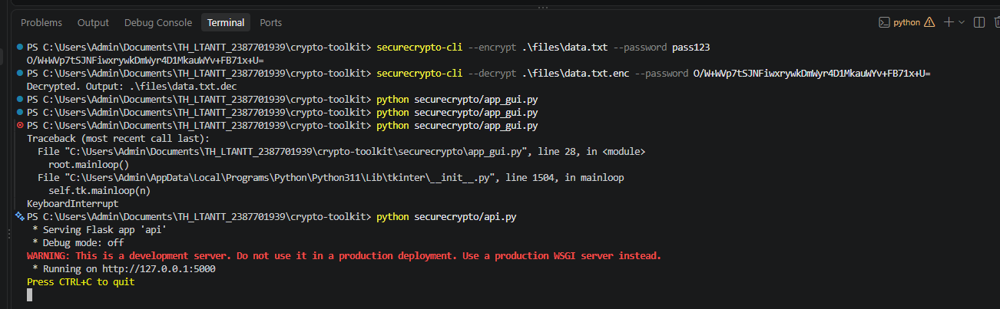 Problems Output Debug Console Terminal Ports python
PS C:\Users\Admin\Documents\TH_LTANTT_2387701939\crypto-toolkit> securecrypto-cli --encrypt .\files\data.txt --password pass123
O/W+WVp7tSJNFiwxrywkDmWyr4D1MkauWYv+FB71x+U=
PS C:\Users\Admin\Documents\TH_LTANTT_2387701939\crypto-toolkit> securecrypto-cli --decrypt .\files\data.txt.enc --password O/W+WVp7tSJNFiwxrywkDmWyr4D1MkauWYv+FB71x+U=
Decrypted. Output: .\files\data.txt.dec
PS C:\Users\Admin\Documents\TH_LTANTT_2387701939\crypto-toolkit> python securecrypto/app_gui.py
PS C:\Users\Admin\Documents\TH_LTANTT_2387701939\crypto-toolkit> python securecrypto/app_gui.py
PS C:\Users\Admin\Documents\TH_LTANTT_2387701939\crypto-toolkit> python securecrypto/app_gui.py
Traceback (most recent call last):
  File "C:\Users\Admin\Documents\TH_LTANTT_2387701939\crypto-toolkit\securecrypto\app_gui.py", line 28, in <module>
    root.mainloop()
  File "C:\Users\Admin\AppData\Local\Programs\Python\Python311\Lib\tkinter\__init__.py", line 1504, in mainloop
    self.tk.mainloop(n)
KeyboardInterrupt
PS C:\Users\Admin\Documents\TH_LTANTT_2387701939\crypto-toolkit> python securecrypto/api.py
 * Serving Flask app 'api'
 * Debug mode: off
WARNING: This is a development server. Do not use it in a production deployment. Use a production WSGI server instead.
 * Running on http://127.0.0.1:5000
Press CTRL+C to quit